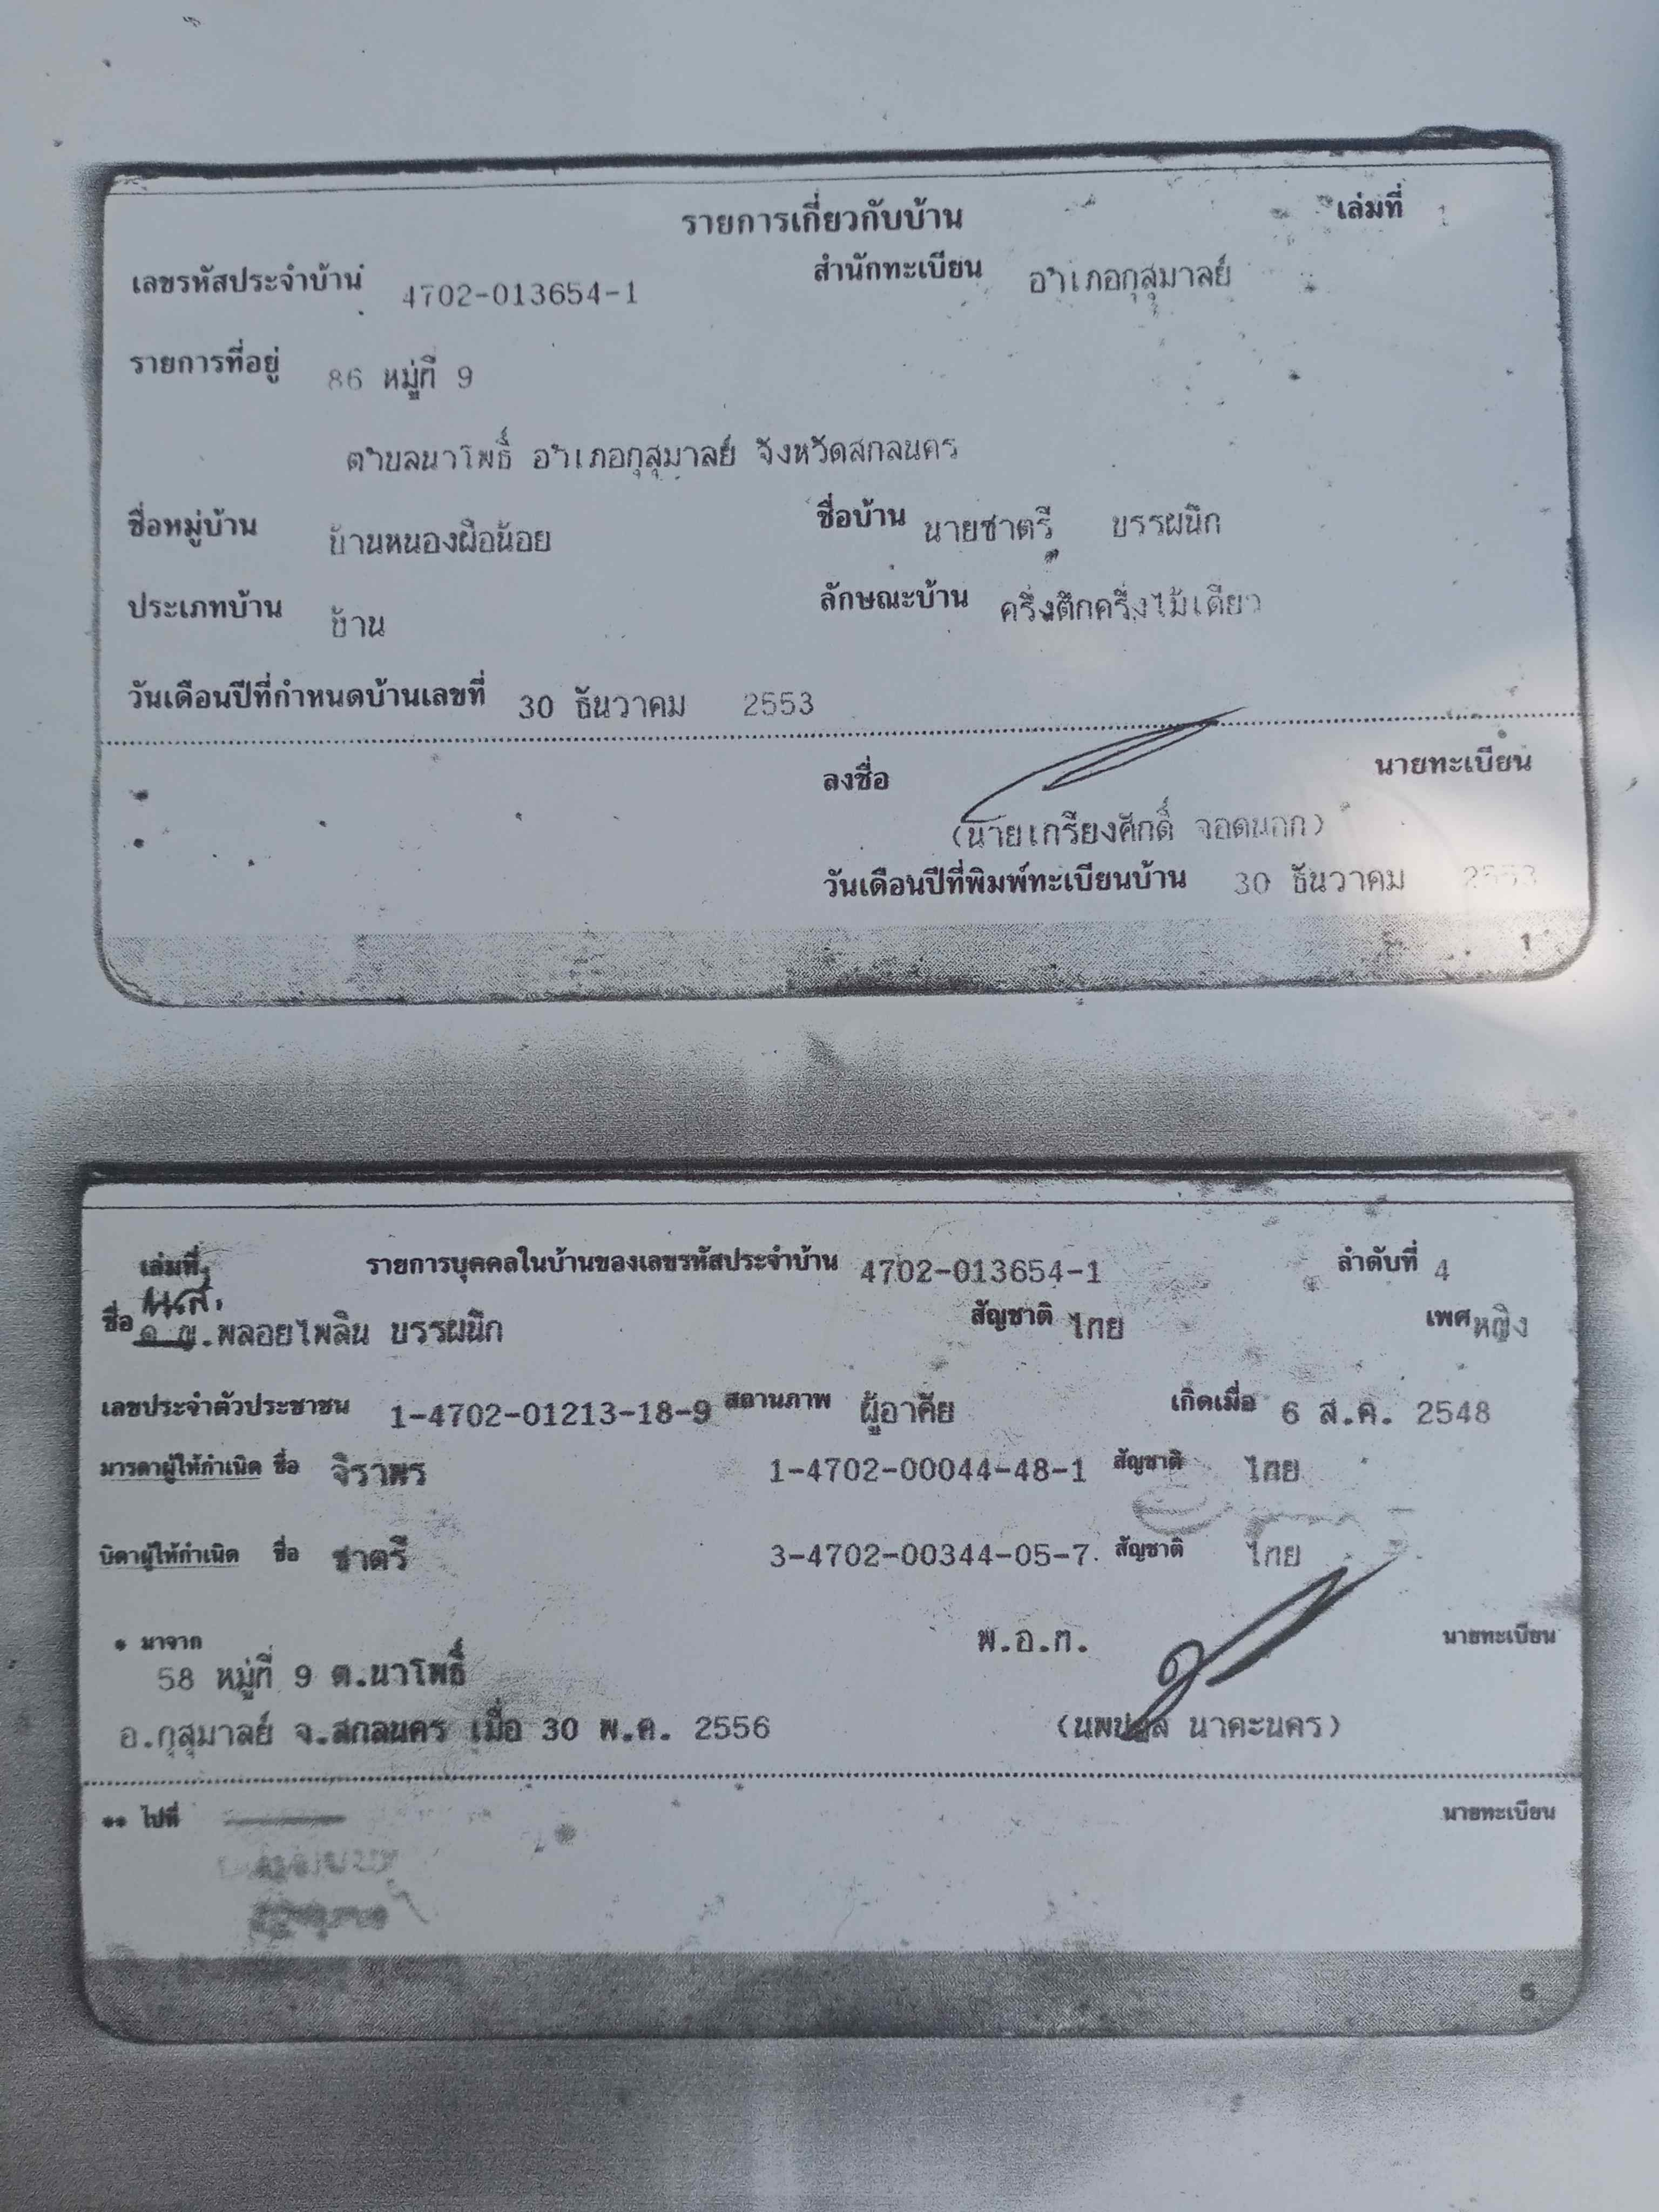 รายการเกี่ยวกับบ้าน เล่มที่ 1
เลขรหัสประจำบ้าน 4702-013654-1 สำนักทะเบียน อำเภอกุสุมาลย์
รายการที่อยู่ 86 หมู่ที่ 9
ตำบลนาโพธิ์ อำเภอกุสุมาลย์ จังหวัดสกลนคร
ชื่อหมู่บ้าน บ้านหนองผือน้อย ชื่อบ้าน นายชาตรี บรรผนึก
ประเภทบ้าน บ้าน ลักษณะบ้าน ครึ่งตึกครึ่งไม้เดียว
วันเดือนปีที่กำหนดบ้านเลขที่ 30 ธันวาคม 2553
ลงชื่อ นายทะเบียน
(นายเกรียงศักดิ์ จอดนอก)
วันเดือนปีที่พิมพ์ทะเบียนบ้าน 30 ธันวาคม 2553
1
เล่มที่ รายการบุคคลในบ้านของเลขรหัสประจำบ้าน 4702-013654-1 ลำดับที่ 4
น.ส.
ชื่อ ด.ญ.พลอยไพลิน บรรผนึก สัญชาติ ไทย เพศ หญิง
เลขประจำตัวประชาชน 1-4702-01213-18-9 สถานภาพ ผู้อาศัย เกิดเมื่อ 6 ส.ค. 2548
มารดาผู้ให้กำเนิด ชื่อ จิราพร 1-4702-00044-48-1 สัญชาติ ไทย
บิดาผู้ให้กำเนิด ชื่อ ชาตรี 3-4702-00344-05-7 สัญชาติ ไทย
* มาจาก พ.อ.ท. นายทะเบียน
58 หมู่ที่ 9 ต.นาโพธิ์
อ.กุสุมาลย์ จ.สกลนคร เมื่อ 30 พ.ค. 2556 นาคะนคร)
** ไปที่ นายทะเบียน
5